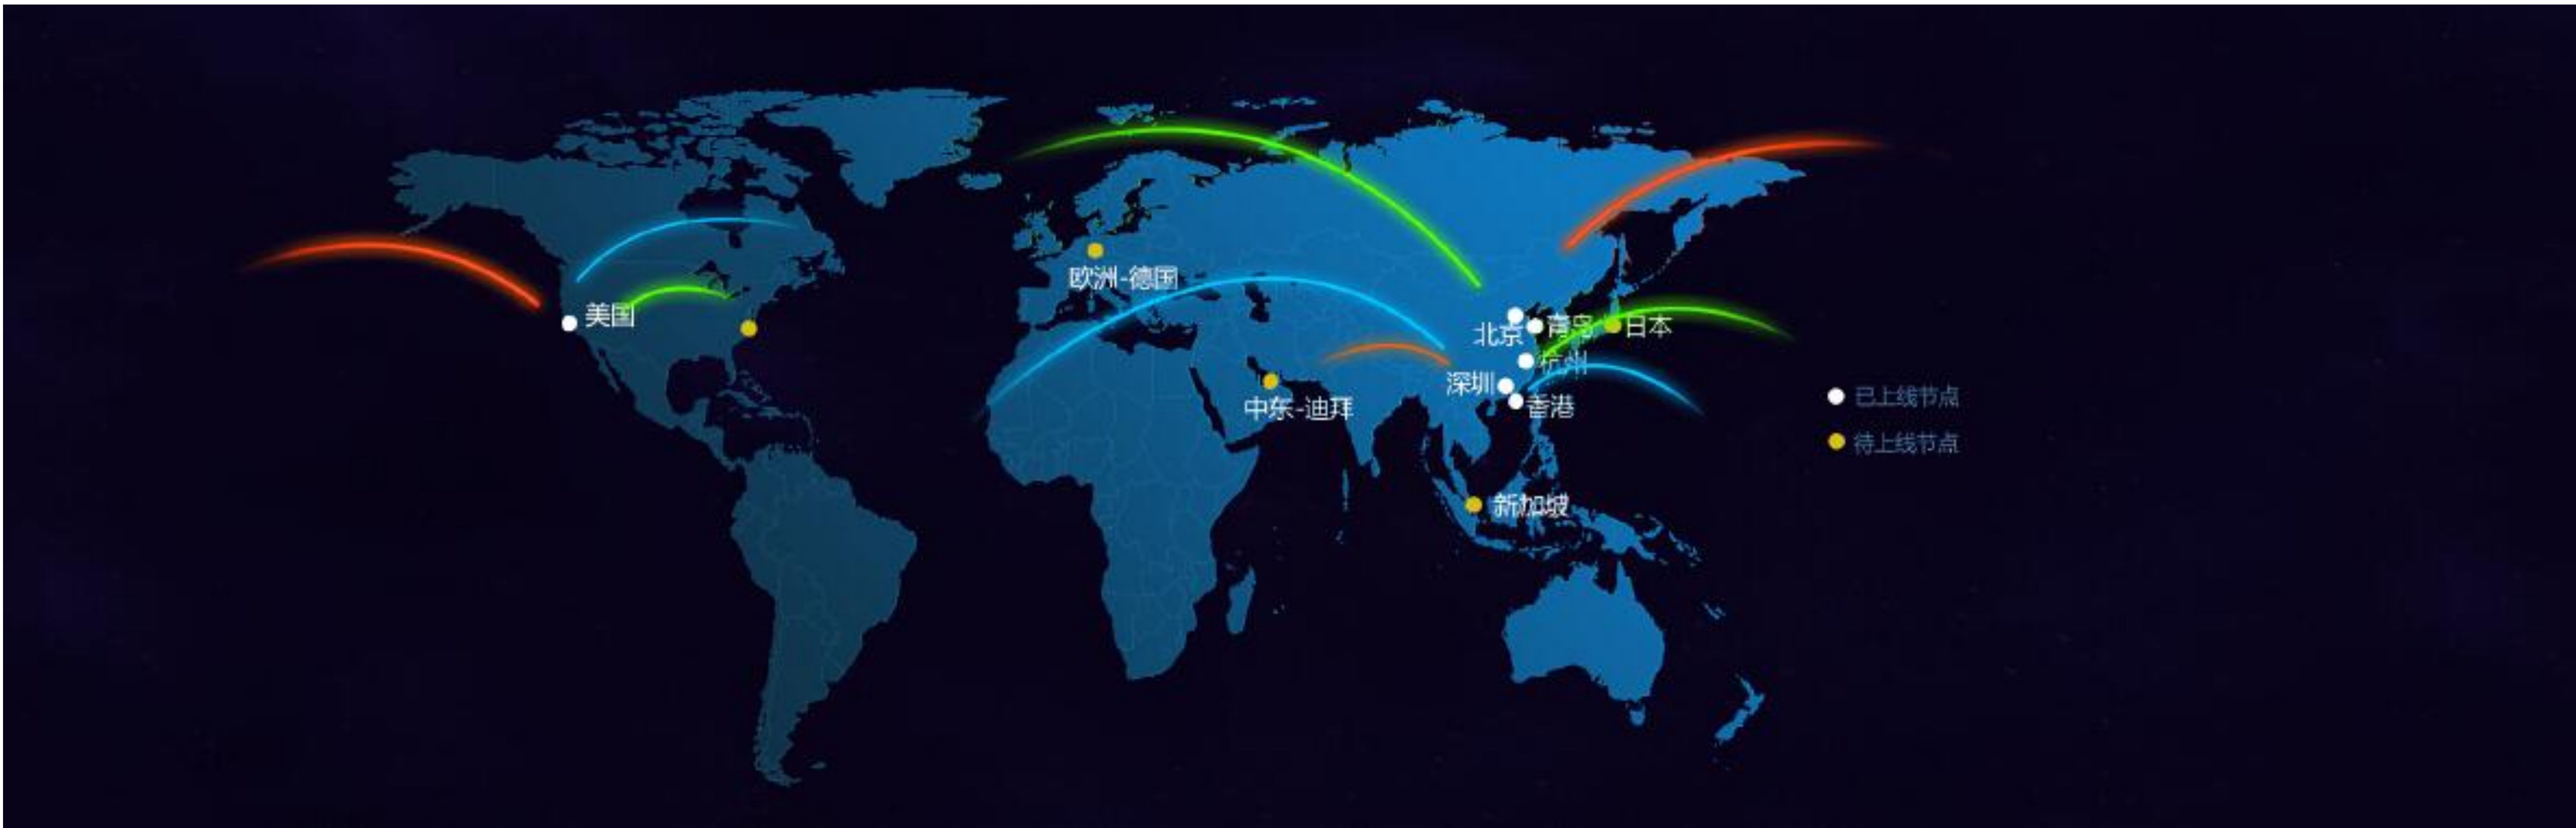 欧洲-德国
美国
北京
青岛
日本
杭州
深圳
中东-迪拜
香港
已上线节点
待上线节点
新加坡